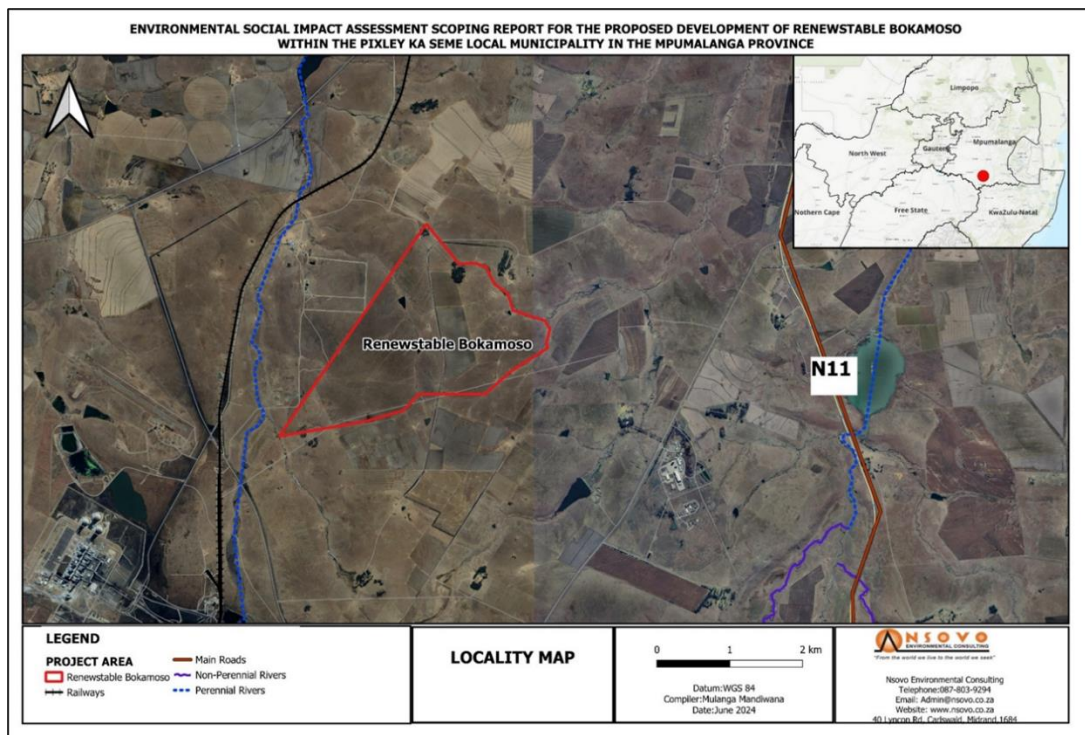 ENVIRONMENTAL SOCIAL IMPACT ASSESSMENT SCOPING REPORT FOR THE PROPOSED DEVELOPMENT OF RENEWSTABLE BOKAMOSO
WITHIN THE PIXLEY KA SEME LOCAL MUNICIPALITY IN THE MPUMALANGA PROVINCE
Limpopo
North West
Gauteng
Mpumalanga
Nothern Cape
Free State
KwaZulu-Natal
Renewstable Bokamoso
N11
LEGEND
PROJECT AREA
Renewstable Bokamoso
Railways
Main Roads
Non-Perennial Rivers
Perennial Rivers
LOCALITY MAP
0 1 2 km
Datum:WGS 84
Compiler:Mulanga Mandiwana
Date:June 2024
NSOVO
ENVIRONMENTAL CONSULTING
"From the world we live to the world we seek"
Nsovo Environmental Consulting
Telephone:087-803-9294
Email: Admin@nsovo.co.za
Website: www.nsovo.co.za
40 Lyncon Rd, Carlswald, Midrand,1684